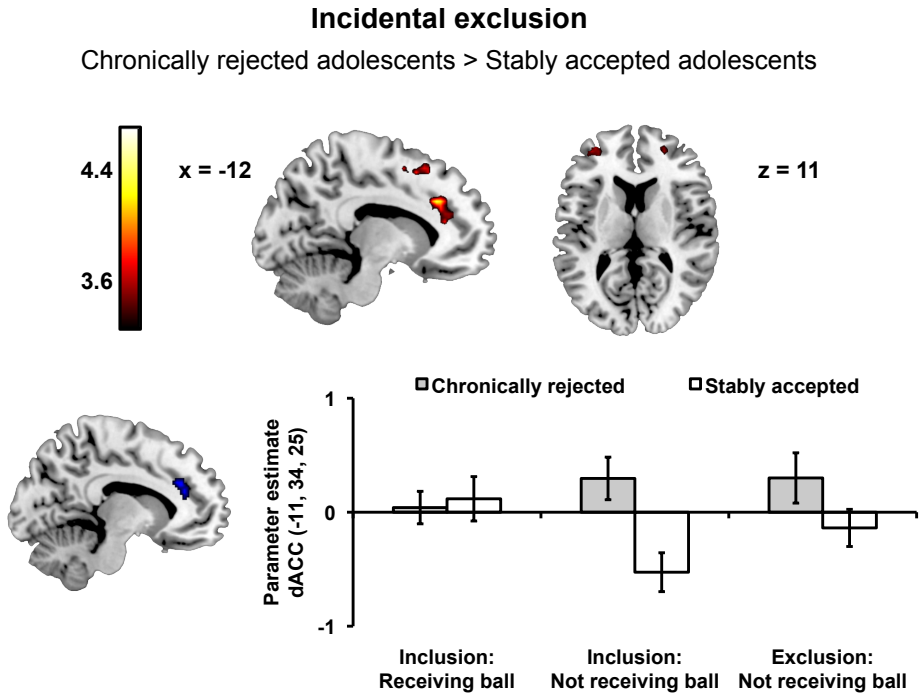 Incidental exclusion
Chronically rejected adolescents > Stably accepted adolescents
4.4
3.6
x = -12
z = 11
Chronically rejected
Stably accepted
Parameter estimate
dACC (-11, 34, 25)
1
0
-1
Inclusion:
Receiving ball
Inclusion:
Not receiving ball
Exclusion:
Not receiving ball